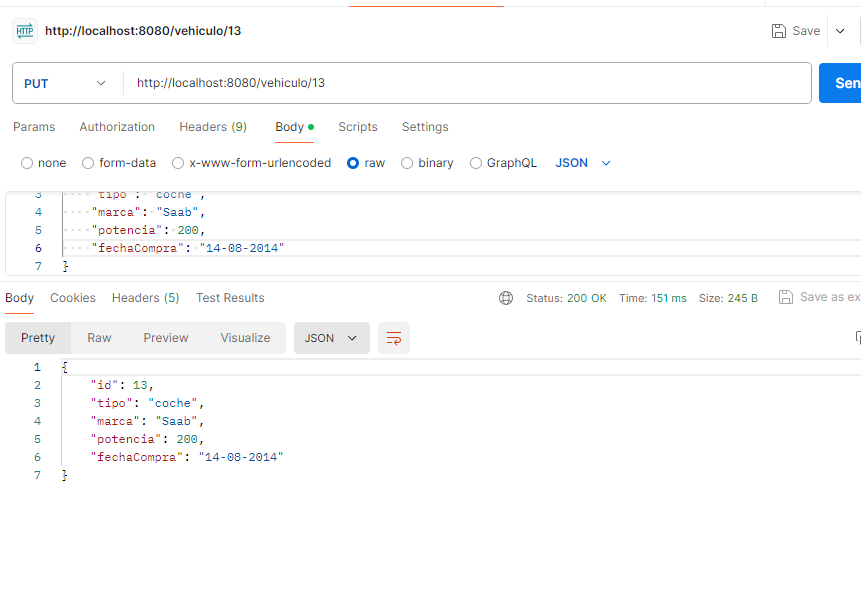 HTTP http://localhost:8080/vehiculo/13 Save
PUT http://localhost:8080/vehiculo/13 Sen
Params Authorization Headers (9) Body Scripts Settings
none form-data x-www-form-urlencoded raw binary GraphQL JSON
3 "tipo": "coche",
4 "marca": "Saab",
5 "potencia": 200,
6 "fechaCompra": "14-08-2014"
7 }
Body Cookies Headers (5) Test Results Status: 200 OK Time: 151 ms Size: 245 B Save as ex
Pretty Raw Preview Visualize JSON
1 {
2 "id": 13,
3 "tipo": "coche",
4 "marca": "Saab",
5 "potencia": 200,
6 "fechaCompra": "14-08-2014"
7 }